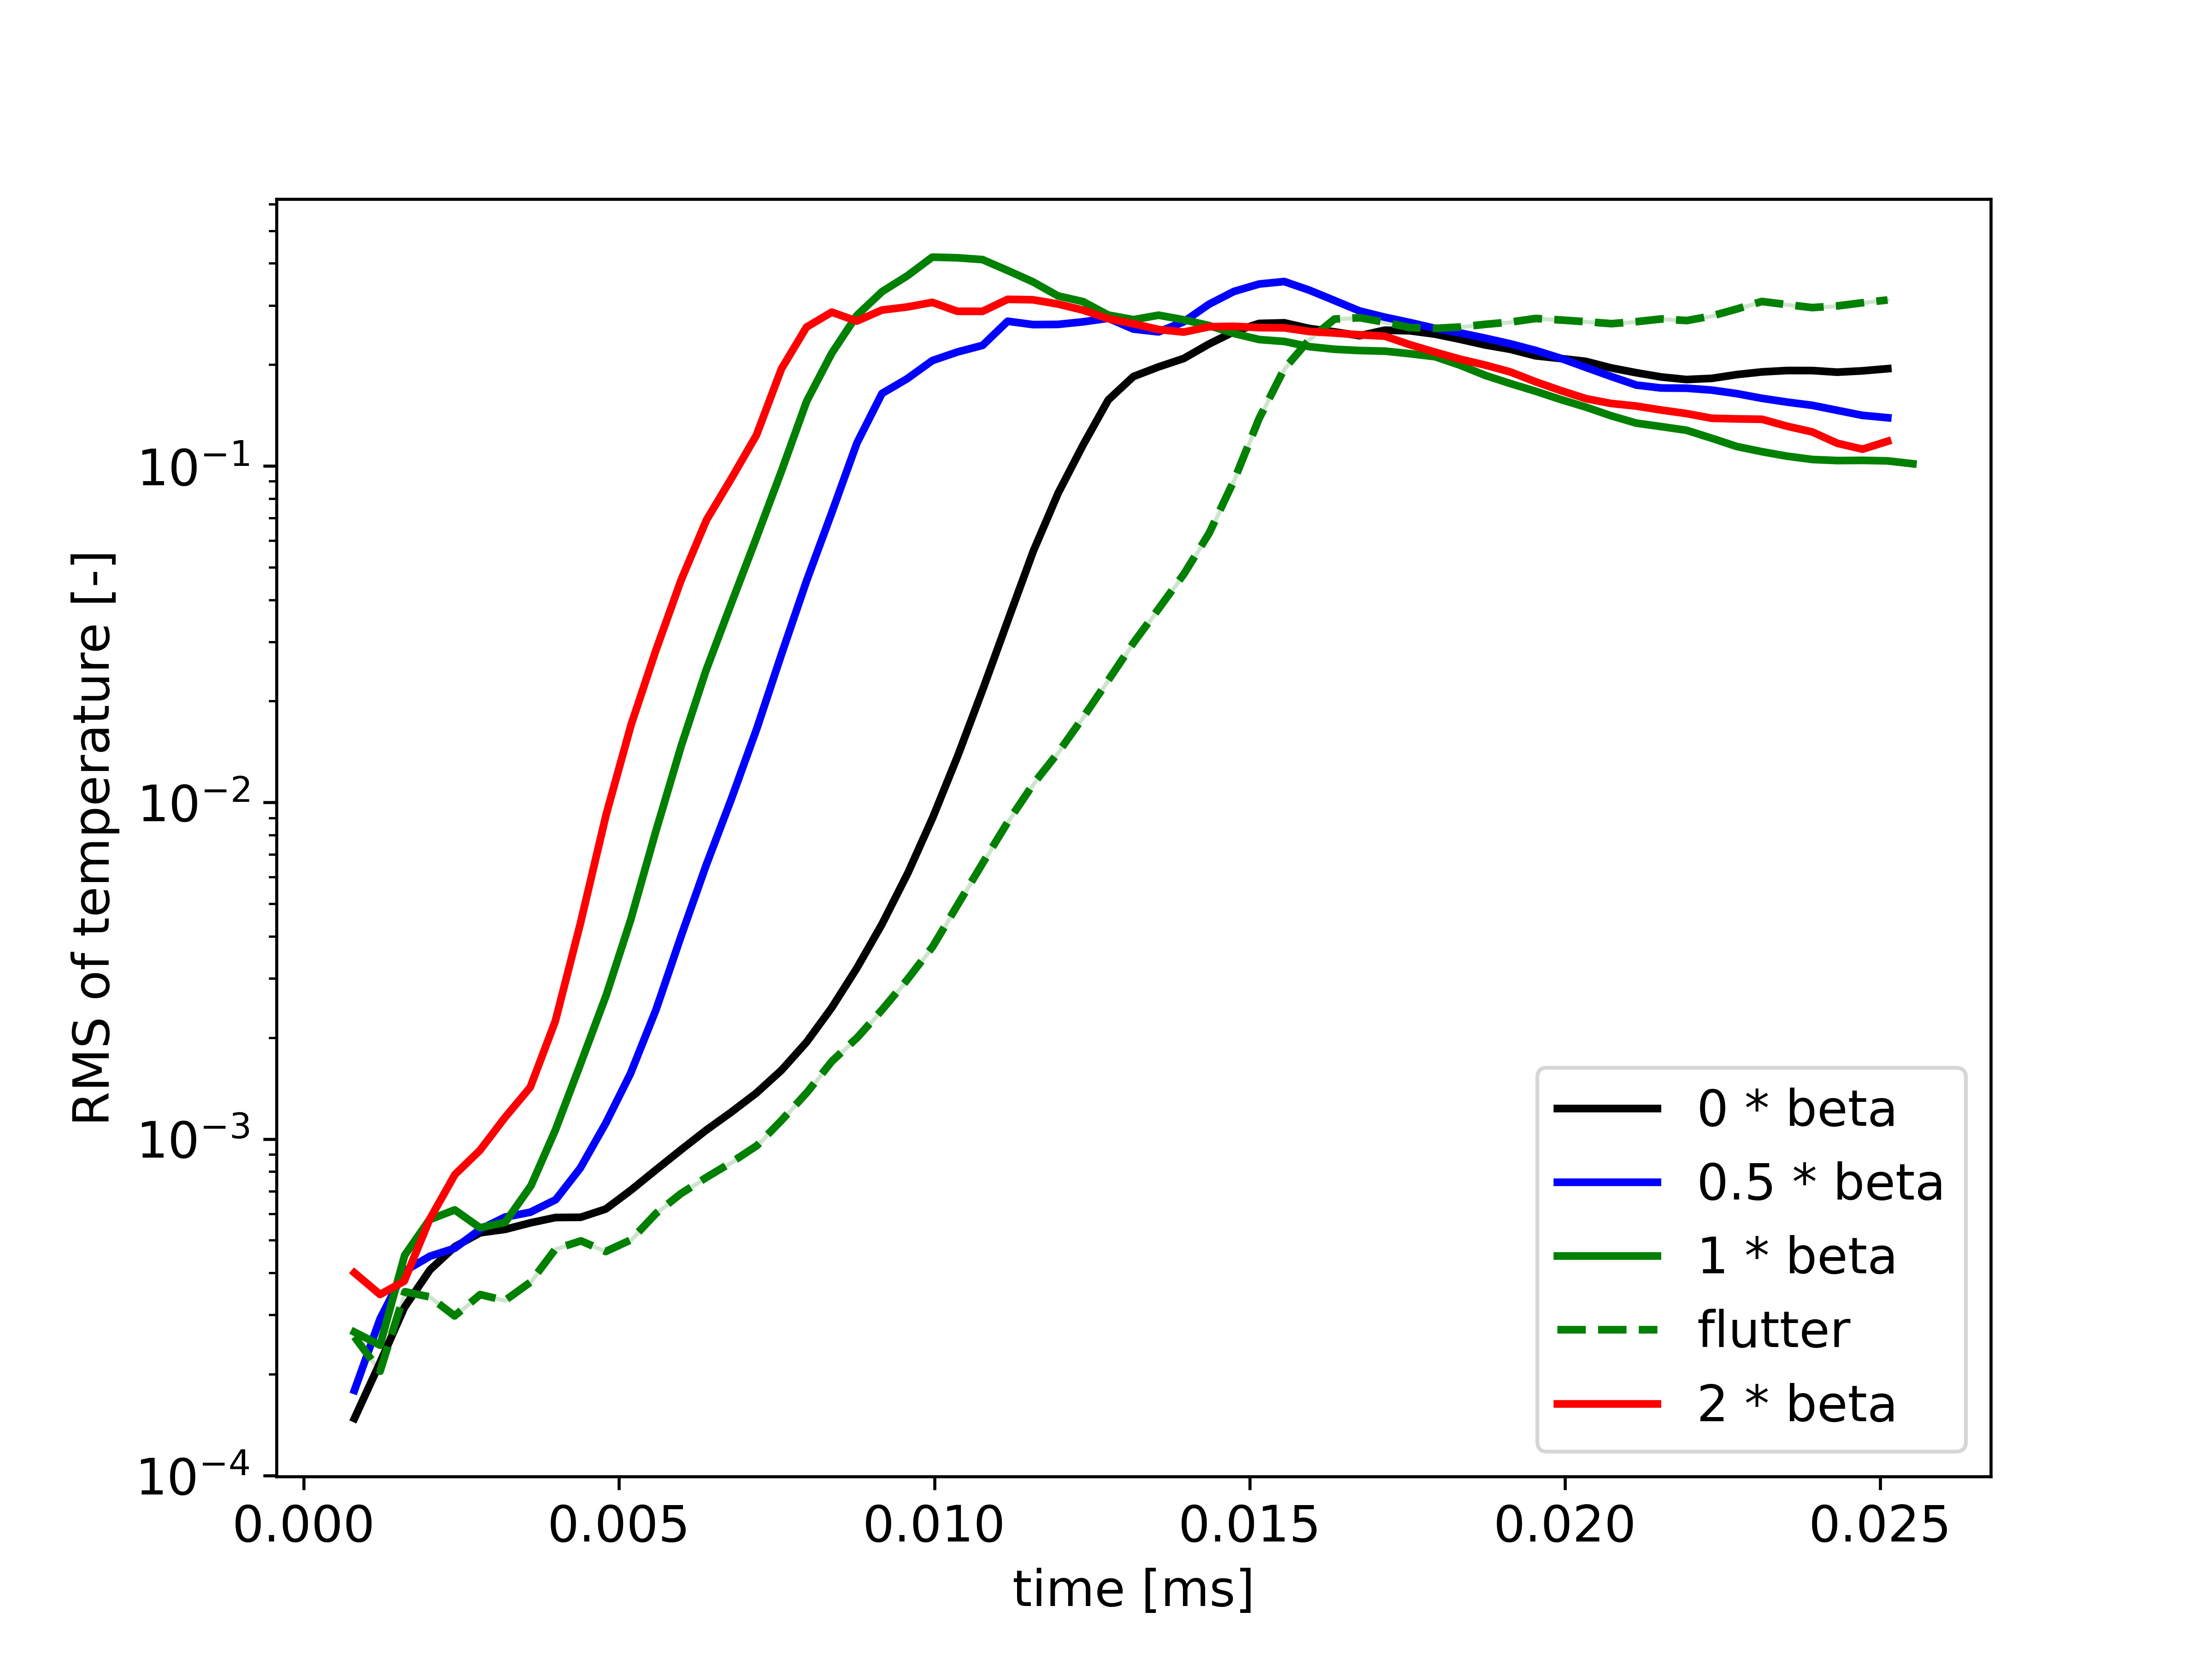 RMS of temperature [-]
10⁻¹
10⁻²
10⁻³
10⁻⁴
0.000 0.005 0.010 0.015 0.020 0.025
time [ms]
0 * beta
0.5 * beta
1 * beta
flutter
2 * beta